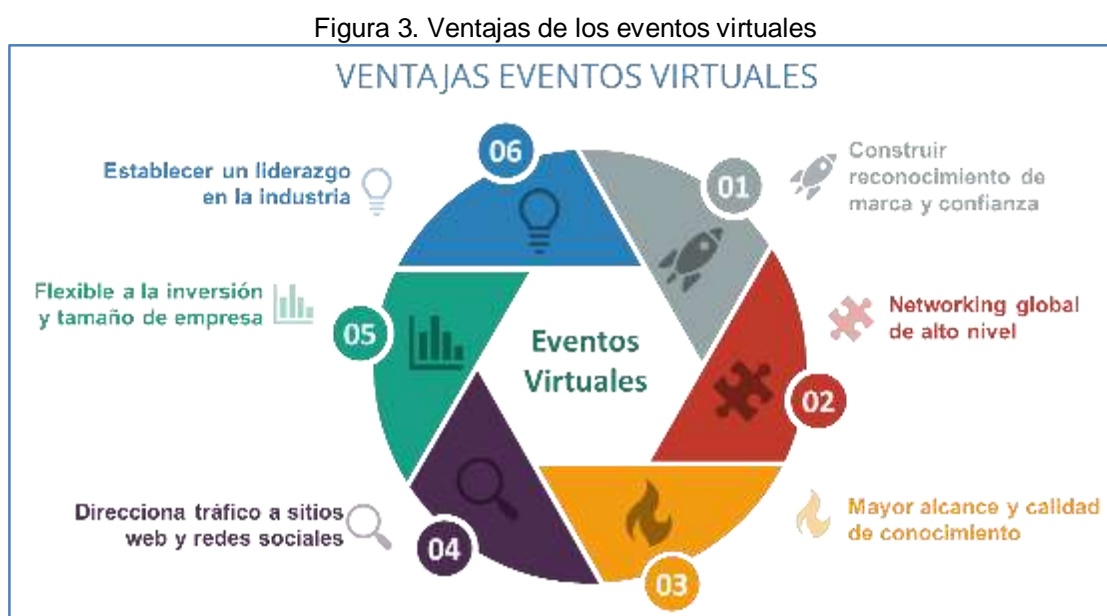 Figura 3. Ventajas de los eventos virtuales
VENTAJAS EVENTOS VIRTUALES
01
Construir
reconocimiento de
marca y confianza
02
Networking global
de alto nivel
03
Mayor alcance y calidad
de conocimiento
04
Direcciona tráfico a sitios
web y redes sociales
05
Flexible a la inversión
y tamaño de empresa
06
Establecer un liderazgo
en la industria
Eventos
Virtuales